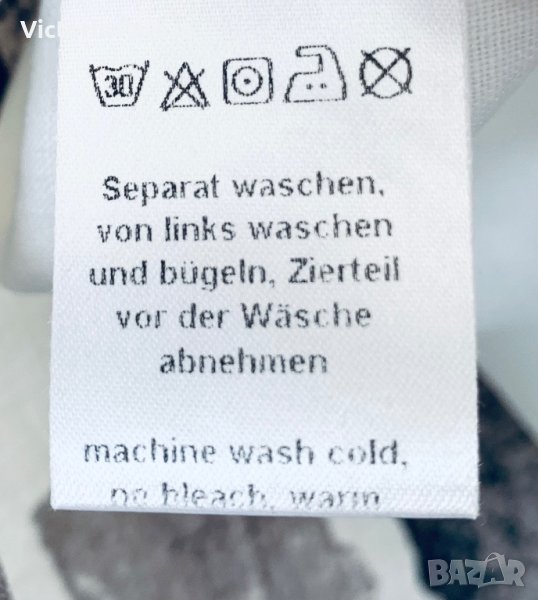 Vict
30
Separat waschen,
von links waschen
und bügeln, Zierteil
vor der Wäsche
abnehmen
machine wash cold,
no bleach, warm
BAZAR